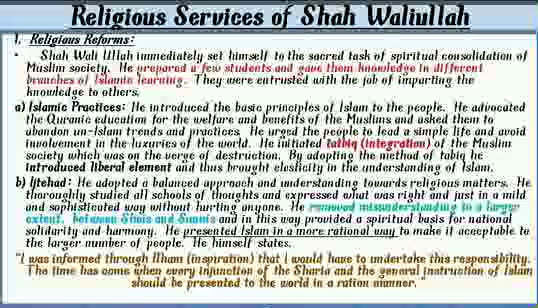 Religious Services of Shah Waliullah
1. Religious Reforms:
• Shah Wali Ullah immediately set himself to the sacred task of spiritual consolidation of
Muslim society. He prepared a few students and gave them knowledge in different
branches of Islamic learning. They were entrusted with the job of imparting the
knowledge to others.
a) Islamic Practices: He introduced the basic principles of Islam to the people. He advocated
the Quranic education for the welfare and benefits of the Muslims and asked them to
abandon un-Islam trends and practices. He urged the people to lead a simple life and avoid
involvement in the luxuries of the world. He initiated tatbiq (integration) of the Muslim
society which was on the verge of destruction. By adopting the method of tabiq he
introduced liberal element and thus brought elasticity in the understanding of Islam.
b) Ijtehad: He adopted a balanced approach and understanding towards religious matters. He
thoroughly studied all schools of thoughts and expressed what was right and just in a mild
and sophisticated way without hurting anyone. He removed misunderstanding to a larger
extent, between Shias and Sunnis and in this way provided a spiritual basis for national
solidarity and harmony. He presented Islam in a more rational way to make it acceptable to
the larger number of people. He himself states.
"I was informed through Ilham (inspiration) that I would have to undertake this responsibility.
The time has come when every injunction of the Sharia and the general instruction of Islam
should be presented to the world in a ration manner."